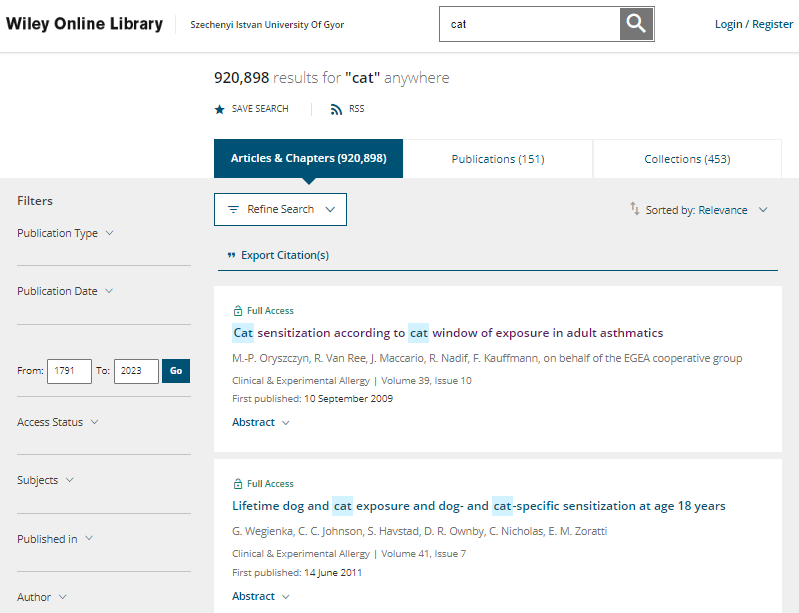 Wiley Online Library
Szechenyi Istvan University Of Gyor
cat
Login / Register
920,898 results for "cat" anywhere
SAVE SEARCH
RSS
Articles & Chapters (920,898)
Publications (151)
Collections (453)
Filters
Refine Search
Sorted by: Relevance
Publication Type
Export Citation(s)
Publication Date
Full Access
Cat sensitization according to cat window of exposure in adult asthmatics
M.-P. Oryszczyn, R. Van Ree, J. Maccario, R. Nadif, F. Kauffmann, on behalf of the EGEA cooperative group
From: 1791 To: 2023 Go
Clinical & Experimental Allergy | Volume 39, Issue 10
First published: 10 September 2009
Access Status
Abstract
Subjects
Full Access
Lifetime dog and cat exposure and dog- and cat-specific sensitization at age 18 years
G. Wegienka, C. C. Johnson, S. Havstad, D. R. Ownby, C. Nicholas, E. M. Zoratti
Published in
Clinical & Experimental Allergy | Volume 41, Issue 7
First published: 14 June 2011
Author
Abstract